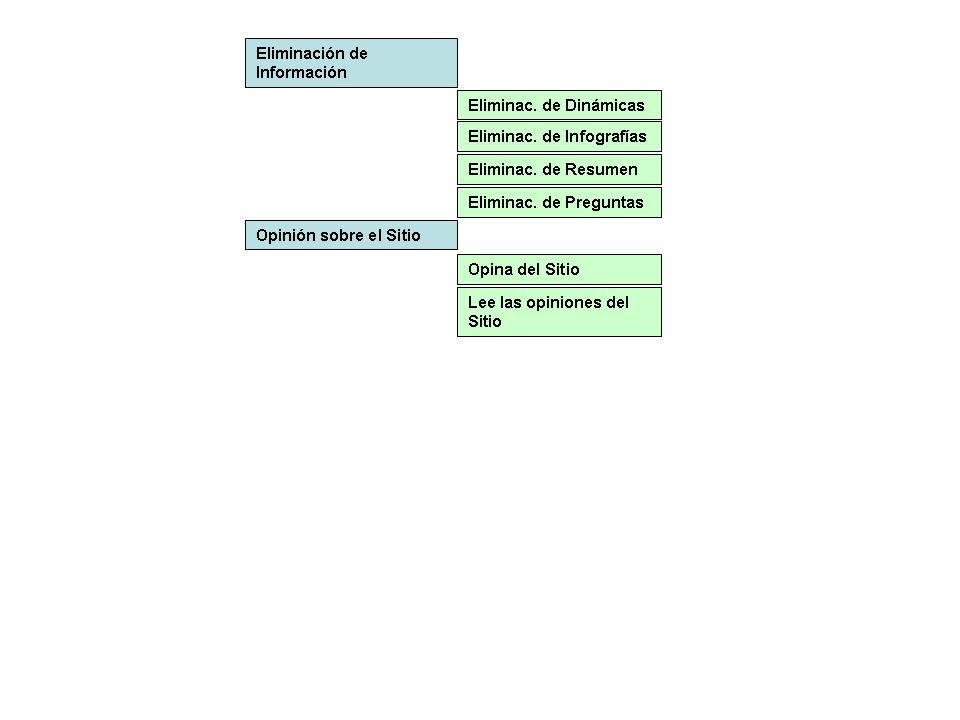 Eliminación de
Información
Eliminac. de Dinámicas
Eliminac. de Infografías
Eliminac. de Resumen
Eliminac. de Preguntas
Opinión sobre el Sitio
Opina del Sitio
Lee las opiniones del
Sitio